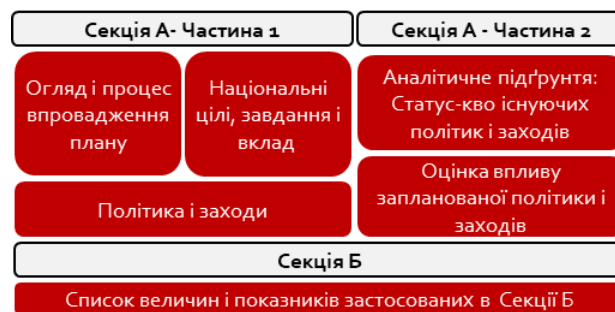 Секція А- Частина 1
Секція А - Частина 2
Огляд і процес
впровадження
плану
Національні
цілі, завдання і
вклад
Аналітичне підґрунтя:
Статус-кво існуючих
політик і заходів
Політика і заходи
Оцінка впливу
запланованої політики і
заходів
Секція Б
Список величин і показників застосованих в Секції Б